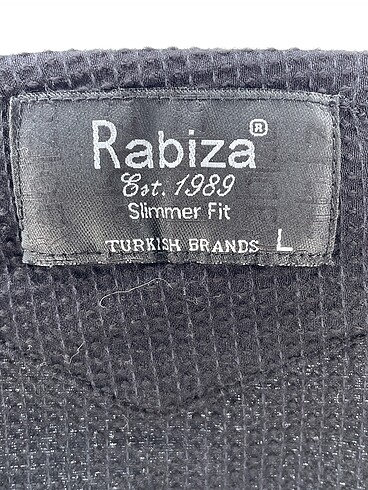 Rabiza®
Est. 1989
Slimmer Fit
TURKISH BRANDS L